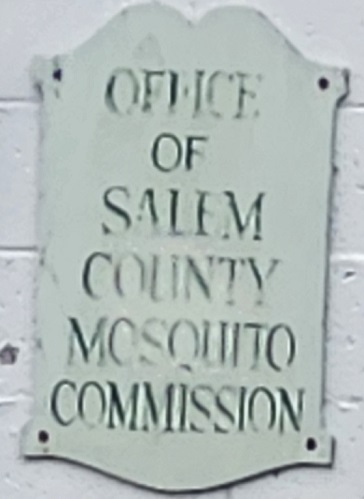 OFFICE
OF
SALEM
COUNTY
MOSQUITO
COMMISSION